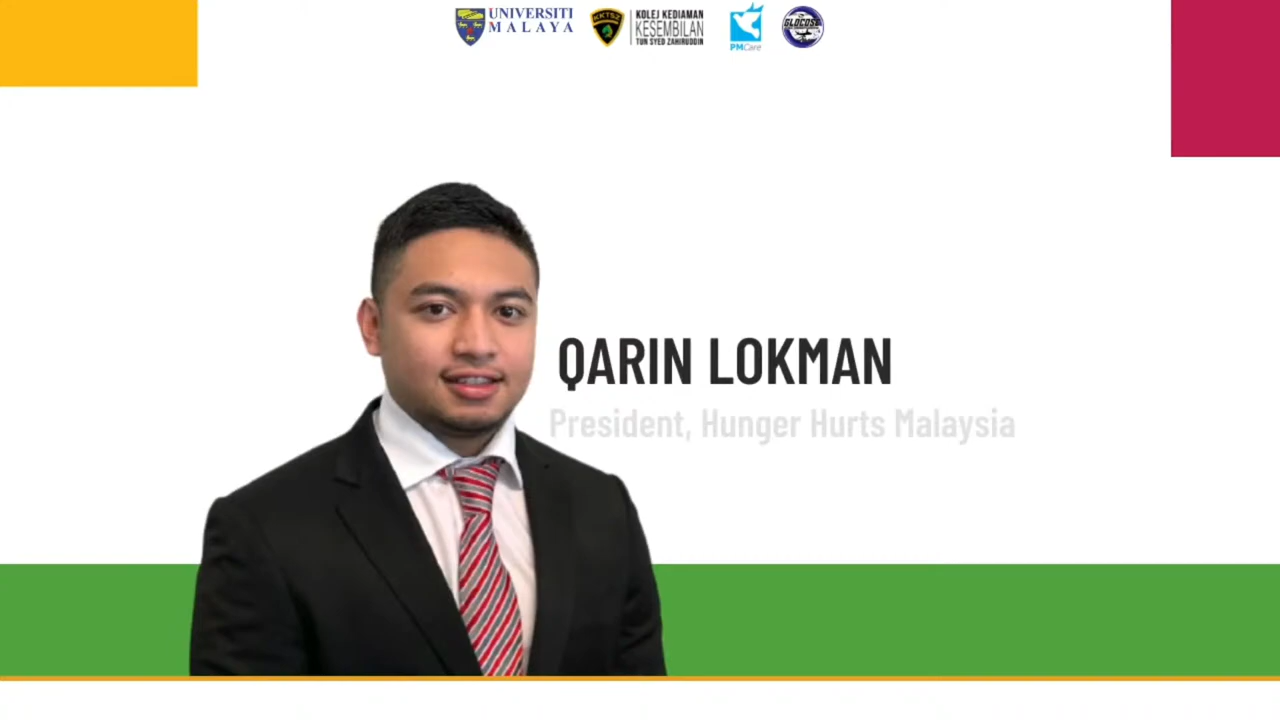 UNIVERSITI
MALAYA
KKTSZ
KOLEJ KEDIAMAN
KESEMBILAN
TUN SYED ZAHIRUDDIN
PMCare
GLOCOSE
QARIN LOKMAN
President, Hunger Hurts Malaysia